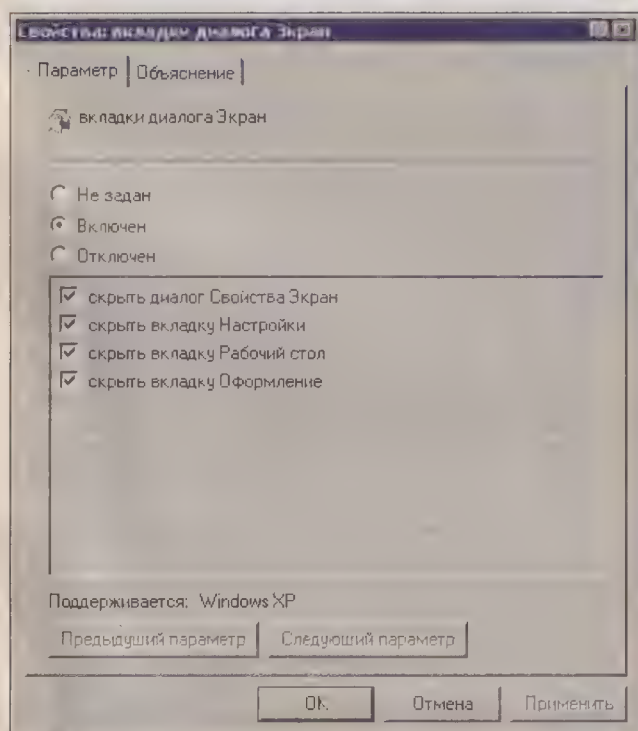 Свойства: вкладки диалога Экран
Параметр Объяснение
вкладки диалога Экран
Не задан
Включен
Отключен
скрыть диалог Свойства Экран
скрыть вкладку Настройки
скрыть вкладку Рабочий стол
скрыть вкладку Оформление
Поддерживается: Windows XP
Предыдущий параметр Следующий параметр
OK Отмена Применить